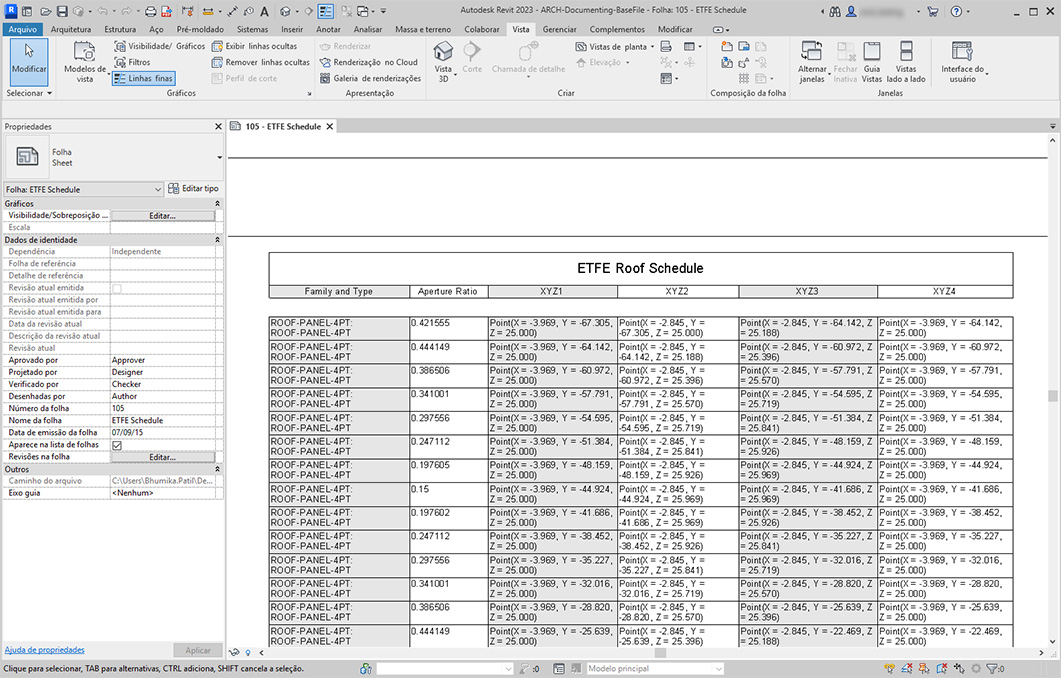 Autodesk Revit 2023 - ARCH-Documenting-BaseFile - Folha: 105 - ETFE Schedule
Arquivo Arquitetura Estrutura Aço Pré-moldado Sistemas Inserir Anotar Analisar Massa e terreno Colaborar Vista Gerenciar Complementos Modificar
Modificar
Modelos de vista
Visibilidade/ Gráficos
Filtros
Linhas finas
Exibir linhas ocultas
Remover linhas ocultas
Perfil de corte
Renderizar
Renderização no Cloud
Galeria de renderizações
Vista 3D
Corte
Chamada de detalhe
Vistas de planta
Elevação
Alternar janelas
Fechar inativa
Guia Vistas
Vistas lado a lado
Interface do usuário
Selecionar Gráficos Apresentação Criar Composição da folha Janelas
Propriedades
105 - ETFE Schedule
Folha
Sheet
Folha: ETFE Schedule Editar tipo
Gráficos
Visibilidade/Sobreposição ... Editar...
Escala
Dados de identidade
Dependência Independente
Folha de referência
Detalhe de referência
Revisão atual emitida
Revisão atual emitida por
Revisão atual emitida para
Data da revisão atual
Descrição da revisão atual
Revisão atual
Aprovado por Approver
Projetado por Designer
Verificado por Checker
Desenhadas por Author
Número da folha 105
Nome da folha ETFE Schedule
Data de emissão da folha 07/09/15
Aparece na lista de folhas
Revisões na folha Editar...
Outros
Caminho do arquivo C:\Users\Bhumika.Patil\De...
Eixo guia <Nenhum>
Ajuda de propriedades Aplicar
ETFE Roof Schedule
Family and Type Aperture Ratio XYZ1 XYZ2 XYZ3 XYZ4
ROOF-PANEL-4PT: 0.421555 Point(X = -3.969, Y = -67.305, Point(X = -2.845, Y = Point(X = -2.845, Y = -64.142, Z Point(X = -3.969, Y = -64.142,
ROOF-PANEL-4PT Z = 25.000) -67.305, Z = 25.000) = 25.188) Z = 25.000)
ROOF-PANEL-4PT: 0.444149 Point(X = -3.969, Y = -64.142, Point(X = -2.845, Y = Point(X = -2.845, Y = -60.972, Z Point(X = -3.969, Y = -60.972,
ROOF-PANEL-4PT Z = 25.000) -64.142, Z = 25.188) = 25.396) Z = 25.000)
ROOF-PANEL-4PT: 0.386506 Point(X = -3.969, Y = -60.972, Point(X = -2.845, Y = Point(X = -2.845, Y = -57.791, Z Point(X = -3.969, Y = -57.791,
ROOF-PANEL-4PT Z = 25.000) -60.972, Z = 25.396) = 25.570) Z = 25.000)
ROOF-PANEL-4PT: 0.341001 Point(X = -3.969, Y = -57.791, Point(X = -2.845, Y = Point(X = -2.845, Y = -54.595, Z Point(X = -3.969, Y = -54.595,
ROOF-PANEL-4PT Z = 25.000) -57.791, Z = 25.570) = 25.719) Z = 25.000)
ROOF-PANEL-4PT: 0.297556 Point(X = -3.969, Y = -54.595, Point(X = -2.845, Y = Point(X = -2.845, Y = -51.384, Z Point(X = -3.969, Y = -51.384,
ROOF-PANEL-4PT Z = 25.000) -54.595, Z = 25.719) = 25.841) Z = 25.000)
ROOF-PANEL-4PT: 0.247112 Point(X = -3.969, Y = -51.384, Point(X = -2.845, Y = Point(X = -2.845, Y = -48.159, Z Point(X = -3.969, Y = -48.159,
ROOF-PANEL-4PT Z = 25.000) -51.384, Z = 25.841) = 25.926) Z = 25.000)
ROOF-PANEL-4PT: 0.197605 Point(X = -3.969, Y = -48.159, Point(X = -2.845, Y = Point(X = -2.845, Y = -44.924, Z Point(X = -3.969, Y = -44.924,
ROOF-PANEL-4PT Z = 25.000) -48.159, Z = 25.926) = 25.969) Z = 25.000)
ROOF-PANEL-4PT: 0.15 Point(X = -3.969, Y = -44.924, Point(X = -2.845, Y = Point(X = -2.845, Y = -41.686, Z Point(X = -3.969, Y = -41.686,
ROOF-PANEL-4PT Z = 25.000) -44.924, Z = 25.969) = 25.969) Z = 25.000)
ROOF-PANEL-4PT: 0.197602 Point(X = -3.969, Y = -41.686, Point(X = -2.845, Y = Point(X = -2.845, Y = -38.452, Z Point(X = -3.969, Y = -38.452,
ROOF-PANEL-4PT Z = 25.000) -41.686, Z = 25.969) = 25.926) Z = 25.000)
ROOF-PANEL-4PT: 0.247112 Point(X = -3.969, Y = -38.452, Point(X = -2.845, Y = Point(X = -2.845, Y = -35.227, Z Point(X = -3.969, Y = -35.227,
ROOF-PANEL-4PT Z = 25.000) -38.452, Z = 25.926) = 25.841) Z = 25.000)
ROOF-PANEL-4PT: 0.297556 Point(X = -3.969, Y = -35.227, Point(X = -2.845, Y = Point(X = -2.845, Y = -32.016, Z Point(X = -3.969, Y = -32.016,
ROOF-PANEL-4PT Z = 25.000) -35.227, Z = 25.841) = 25.719) Z = 25.000)
ROOF-PANEL-4PT: 0.341001 Point(X = -3.969, Y = -32.016, Point(X = -2.845, Y = Point(X = -2.845, Y = -28.820, Z Point(X = -3.969, Y = -28.820,
ROOF-PANEL-4PT Z = 25.000) -32.016, Z = 25.719) = 25.570) Z = 25.000)
ROOF-PANEL-4PT: 0.386506 Point(X = -3.969, Y = -28.820, Point(X = -2.845, Y = Point(X = -2.845, Y = -25.639, Z Point(X = -3.969, Y = -25.639,
ROOF-PANEL-4PT Z = 25.000) -28.820, Z = 25.570) = 25.396) Z = 25.000)
ROOF-PANEL-4PT: 0.444149 Point(X = -3.969, Y = -25.639, Point(X = -2.845, Y = Point(X = -2.845, Y = -22.469, Z Point(X = -3.969, Y = -22.469,
ROOF-PANEL-4PT Z = 25.000) -25.639, Z = 25.396) = 25.188) Z = 25.000)
Clique para selecionar, TAB para alternativas, CTRL adiciona, SHIFT cancela a seleção. :0 Modelo principal :0